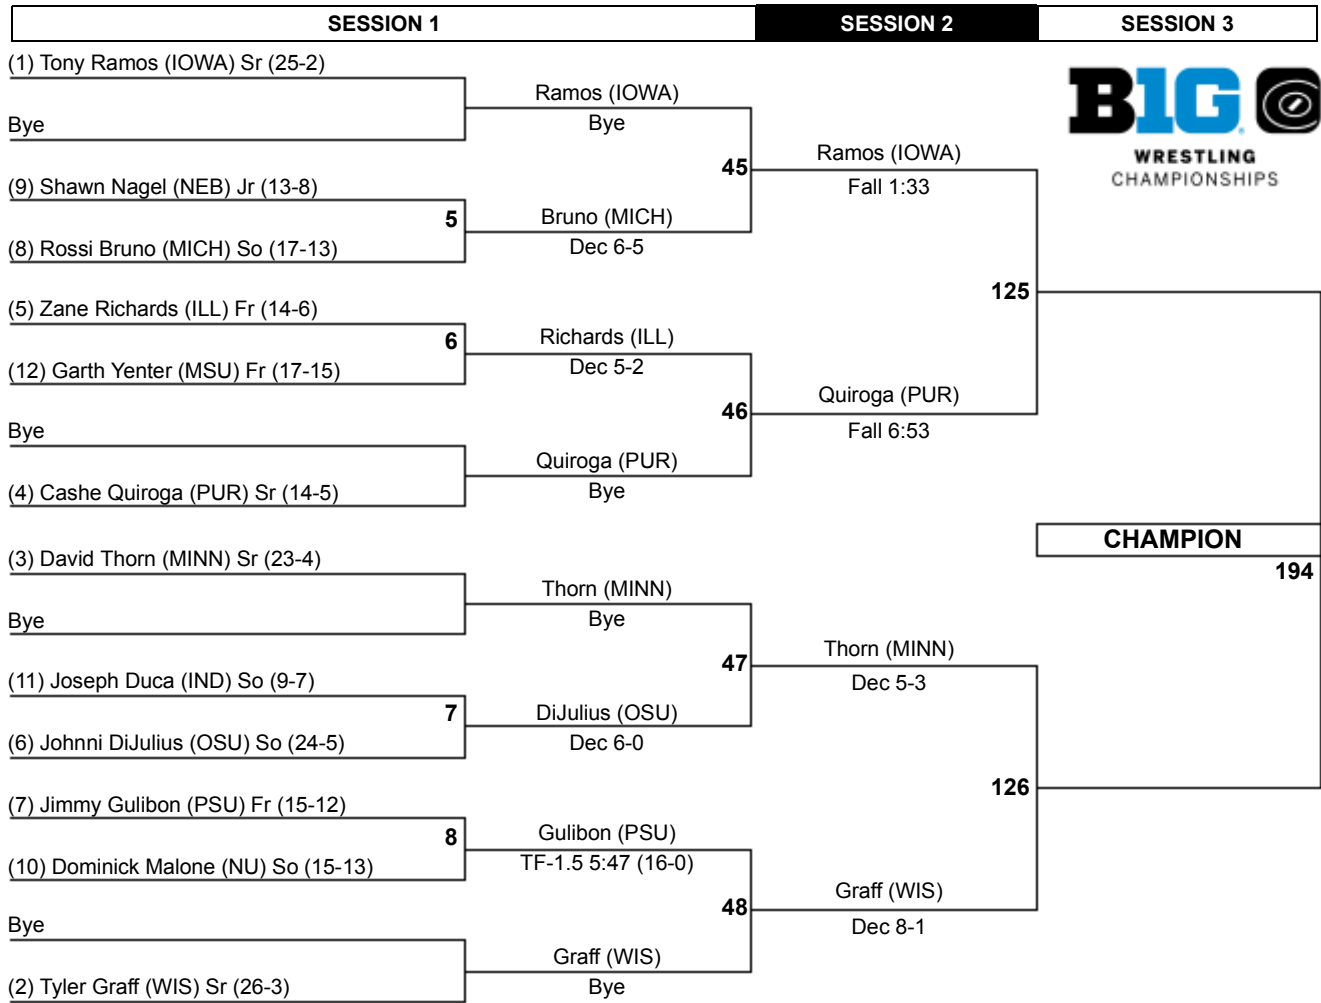 SESSION 1 SESSION 2 SESSION 3
(1) Tony Ramos (IOWA) Sr (25-2)
Ramos (IOWA)
Bye
Bye
B1G
WRESTLING
CHAMPIONSHIPS
45
Ramos (IOWA)
Fall 1:33
(9) Shawn Nagel (NEB) Jr (13-8)
5
Bruno (MICH)
Dec 6-5
(8) Rossi Bruno (MICH) So (17-13)
125
(5) Zane Richards (ILL) Fr (14-6)
6
Richards (ILL)
Dec 5-2
(12) Garth Yenter (MSU) Fr (17-15)
46
Quiroga (PUR)
Fall 6:53
Bye
Quiroga (PUR)
Bye
(4) Cashe Quiroga (PUR) Sr (14-5)
CHAMPION
194
(3) David Thorn (MINN) Sr (23-4)
Thorn (MINN)
Bye
Bye
47
Thorn (MINN)
Dec 5-3
(11) Joseph Duca (IND) So (9-7)
7
DiJulius (OSU)
Dec 6-0
(6) Johnni DiJulius (OSU) So (24-5)
126
(7) Jimmy Gulibon (PSU) Fr (15-12)
8
Gulibon (PSU)
TF-1.5 5:47 (16-0)
(10) Dominick Malone (NU) So (15-13)
48
Graff (WIS)
Dec 8-1
Bye
Graff (WIS)
Bye
(2) Tyler Graff (WIS) Sr (26-3)